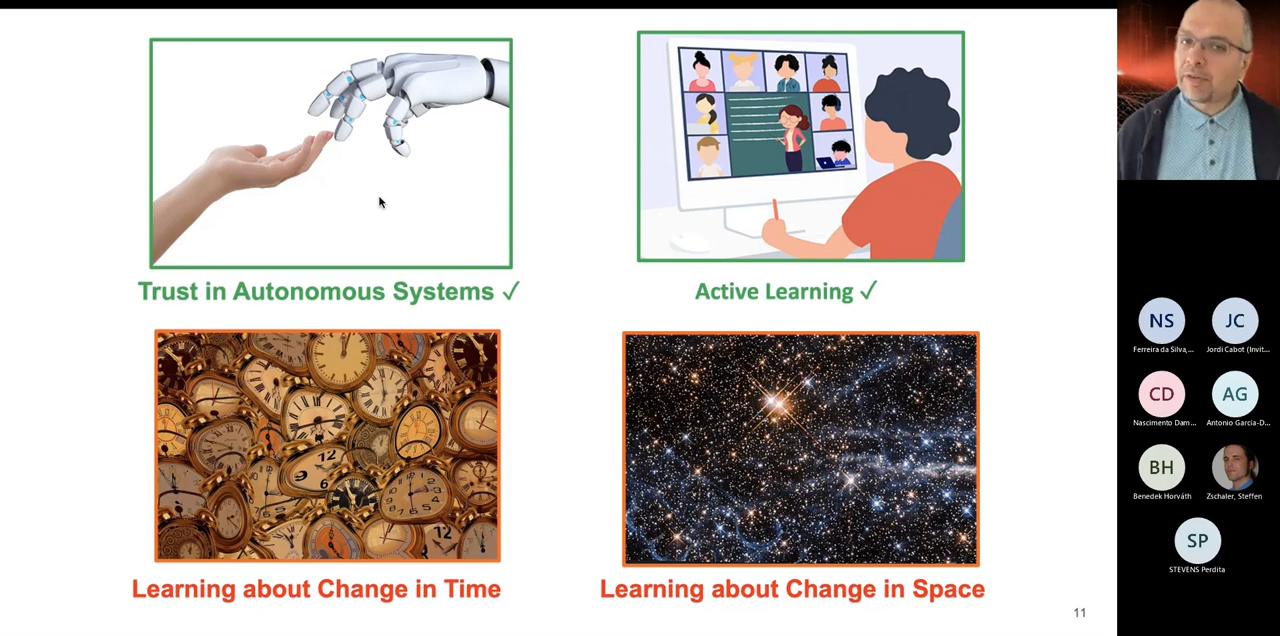 Trust in Autonomous Systems ✓
Active Learning ✓
Learning about Change in Time
Learning about Change in Space
11
NS
JC
Ferreira da Silva,...
Jordi Cabot (Invit...
CD
AG
Nascimento Dam...
Antonio Garcia-D...
BH
Benedek Horváth
Zschaler, Steffen
SP
STEVENS Perdita